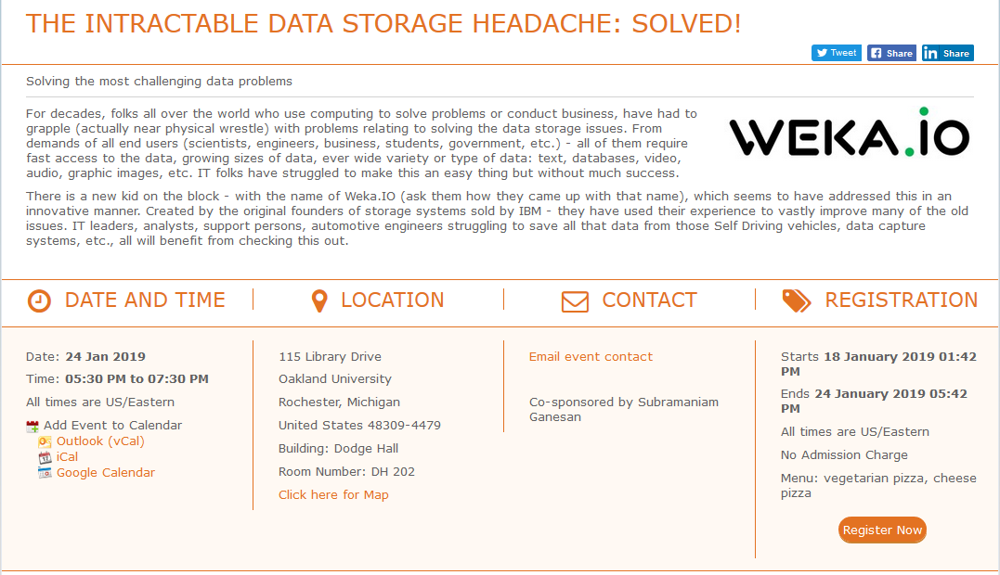 THE INTRACTABLE DATA STORAGE HEADACHE: SOLVED!
Tweet
Share
Share
Solving the most challenging data problems
For decades, folks all over the world who use computing to solve problems or conduct business, have had to
grapple (actually near physical wrestle) with problems relating to solving the data storage issues. From
demands of all end users (scientists, engineers, business, students, government, etc.) - all of them require
fast access to the data, growing sizes of data, ever wide variety or type of data: text, databases, video,
audio, graphic images, etc. IT folks have struggled to make this an easy thing but without much success.
WEKA.iO
There is a new kid on the block - with the name of Weka.IO (ask them how they came up with that name), which seems to have addressed this in an
innovative manner. Created by the original founders of storage systems sold by IBM - they have used their experience to vastly improve many of the old
issues. IT leaders, analysts, support persons, automotive engineers struggling to save all that data from those Self Driving vehicles, data capture
systems, etc., all will benefit from checking this out.
DATE AND TIME
Date: 24 Jan 2019
Time: 05:30 PM to 07:30 PM
All times are US/Eastern
Add Event to Calendar
Outlook (vCal)
iCal
Google Calendar
LOCATION
115 Library Drive
Oakland University
Rochester, Michigan
United States 48309-4479
Building: Dodge Hall
Room Number: DH 202
Click here for Map
CONTACT
Email event contact
Co-sponsored by Subramaniam
Ganesan
REGISTRATION
Starts 18 January 2019 01:42
PM
Ends 24 January 2019 05:42
PM
All times are US/Eastern
No Admission Charge
Menu: vegetarian pizza, cheese
pizza
Register Now